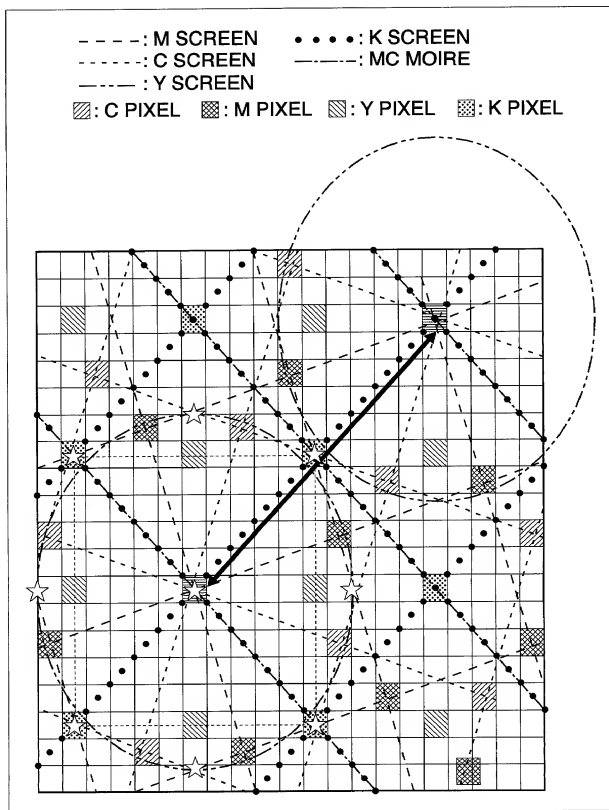 : M SCREEN : K SCREEN
: C SCREEN : MC MOIRE
: Y SCREEN
: C PIXEL : M PIXEL : Y PIXEL : K PIXEL